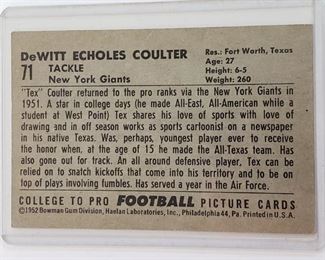 DeWITT ECHOLES COULTER
71 TACKLE
New York Giants
Res.: Fort Worth, Texas
Age: 27
Height: 6-5
Weight: 260
"Tex" Coulter returned to the pro ranks via the New York Giants in
1951. A star in college days (he made All-East, All-American while a
student at West Point) Tex shares his love of sports with love of draw-
ing and in off season works as sports cartoonist on a newspaper in
his native Texas. Was, perhaps, youngest player ever to receive
the honor when, at the age of 15 he made the All-Texas team. Has
great desire to play. An all around defensive player, Tex can be
relied on to snatch kickoffs that come into his territory and to be on
top of plays involving fumbles. Has served a year in the Air Force.
COLLEGE TO PRO FOOTBALL PICTURE CARDS
©1952 Bowman Gum Division, Haelan Laboratories, Inc., Philadelphia 44, Pa. Printed in U.S.A.